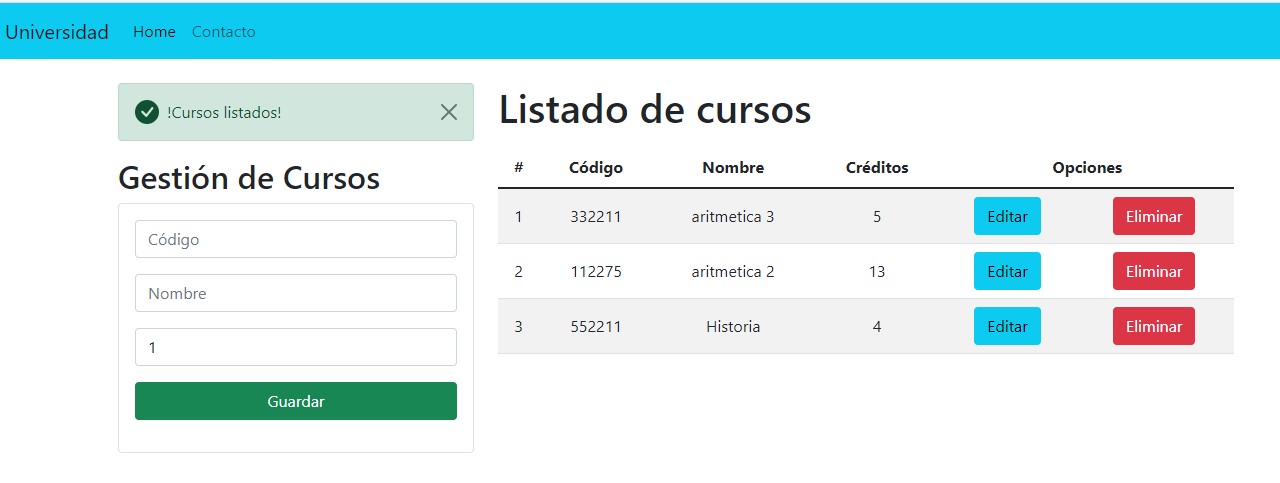 Universidad Home Contacto
!Cursos listados!
Gestión de Cursos
Código
Nombre
1
Guardar
Listado de cursos
# Código Nombre Créditos Opciones
1 332211 aritmetica 3 5 Editar Eliminar
2 112275 aritmetica 2 13 Editar Eliminar
3 552211 Historia 4 Editar Eliminar